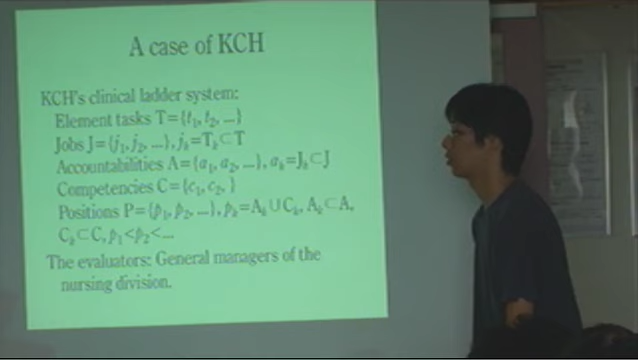 A case of KCH
KCH's clinical ladder system:
Element tasks T={t₁, t₂, ...}
Jobs J={j₁, j₂, ...}, jₖ=Tₖ⊂T
Accountabilities A={a₁, a₂, ...}, aₖ=Jₖ⊂J
Competencies C={c₁, c₂, }
Positions P={p₁, p₂, ...}, pₖ=Aₖ∪Cₖ, Aₖ⊂A,
Cₖ⊂C, p₁<p₂<...
The evaluators: General managers of the
nursing division.